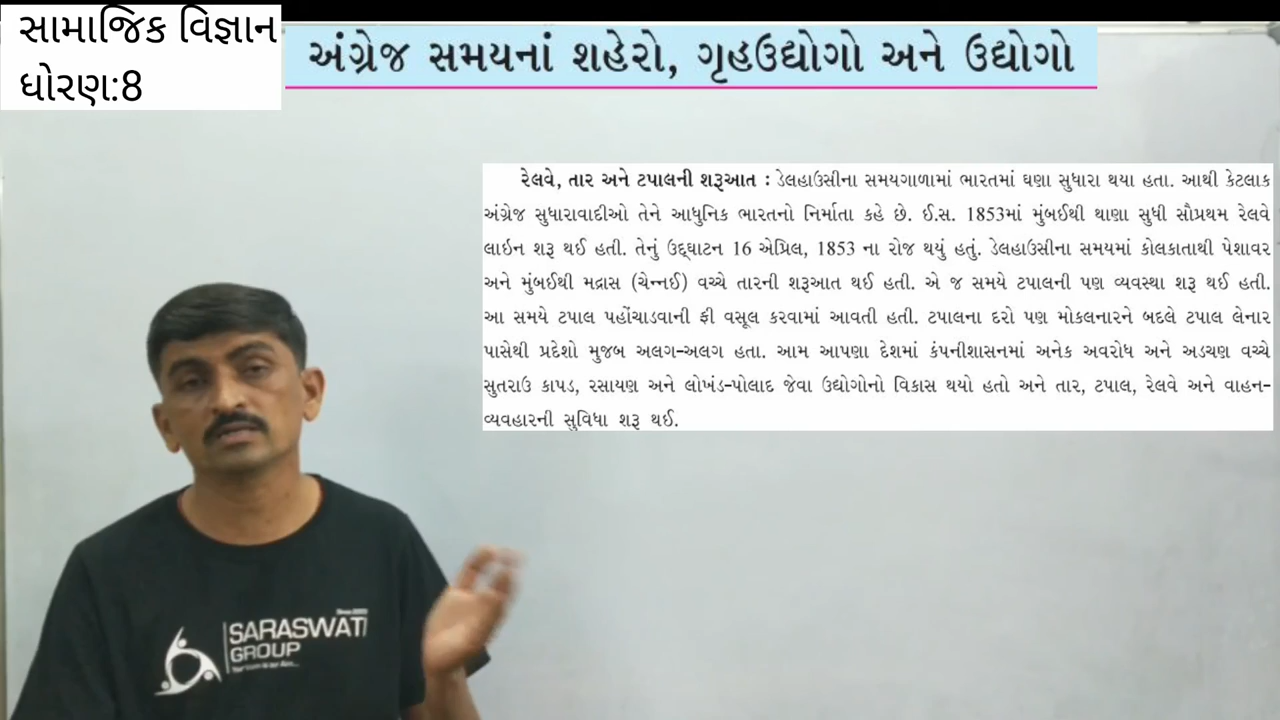 સામાજિક વિજ્ઞાન
ધોરણ:8
અંગ્રેજ સમયનાં શહેરો, ગૃહઉદ્યોગો અને ઉદ્યોગો
રેલવે, તાર અને ટપાલની શરૂઆત : ડેલહાઉસીના સમયગાળામાં ભારતમાં ઘણા સુધારા થયા હતા. આથી કેટલાક
અંગ્રેજ સુધારાવાદીઓ તેને આધુનિક ભારતનો નિર્માતા કહે છે. ઈ.સ. 1853માં મુંબઈથી થાણા સુધી સૌપ્રથમ રેલવે
લાઇન શરૂ થઈ હતી. તેનું ઉદ્દઘાટન 16 એપ્રિલ, 1853 ના રોજ થયું હતું. ડેલહાઉસીના સમયમાં કોલકાતાથી પેશાવર
અને મુંબઈથી મદ્રાસ (ચેન્નઈ) વચ્ચે તારની શરૂઆત થઈ હતી. એ જ સમયે ટપાલની પણ વ્યવસ્થા શરૂ થઈ હતી.
આ સમયે ટપાલ પહોંચાડવાની ફી વસૂલ કરવામાં આવતી હતી. ટપાલના દરો પણ મોકલનારને બદલે ટપાલ લેનાર
પાસેથી પ્રદેશો મુજબ અલગ-અલગ હતા. આમ આપણા દેશમાં કંપનીશાસનમાં અનેક અવરોધ અને અડચણ વચ્ચે
સુતરાઉ કાપડ, રસાયણ અને લોખંડ-પોલાદ જેવા ઉદ્યોગોનો વિકાસ થયો હતો અને તાર, ટપાલ, રેલવે અને વાહન-
વ્યવહારની સુવિધા શરૂ થઈ.
SARASWATI
GROUP